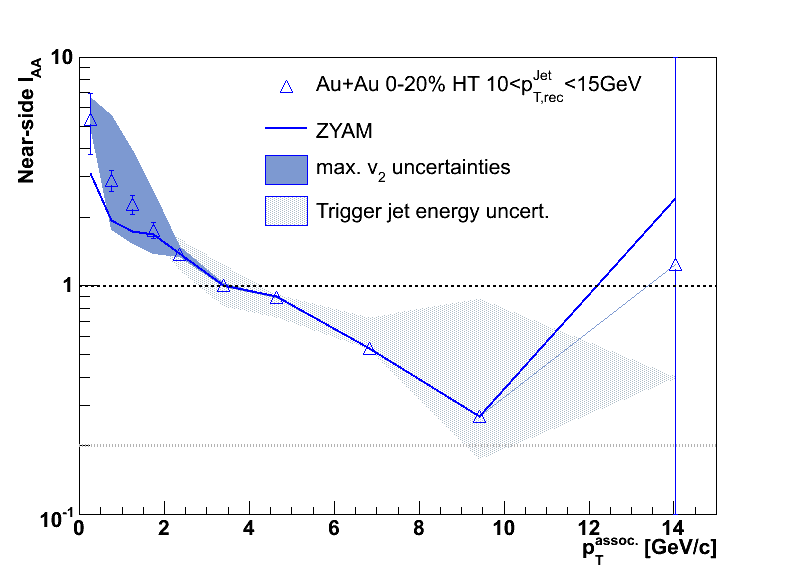 10
Near-side I_AA
Au+Au 0-20% HT 10<p_T,rec^Jet<15GeV
ZYAM
max. v_2 uncertainties
Trigger jet energy uncert.
1
10^-1
0 2 4 6 8 10 12 14
p_T^assoc. [GeV/c]